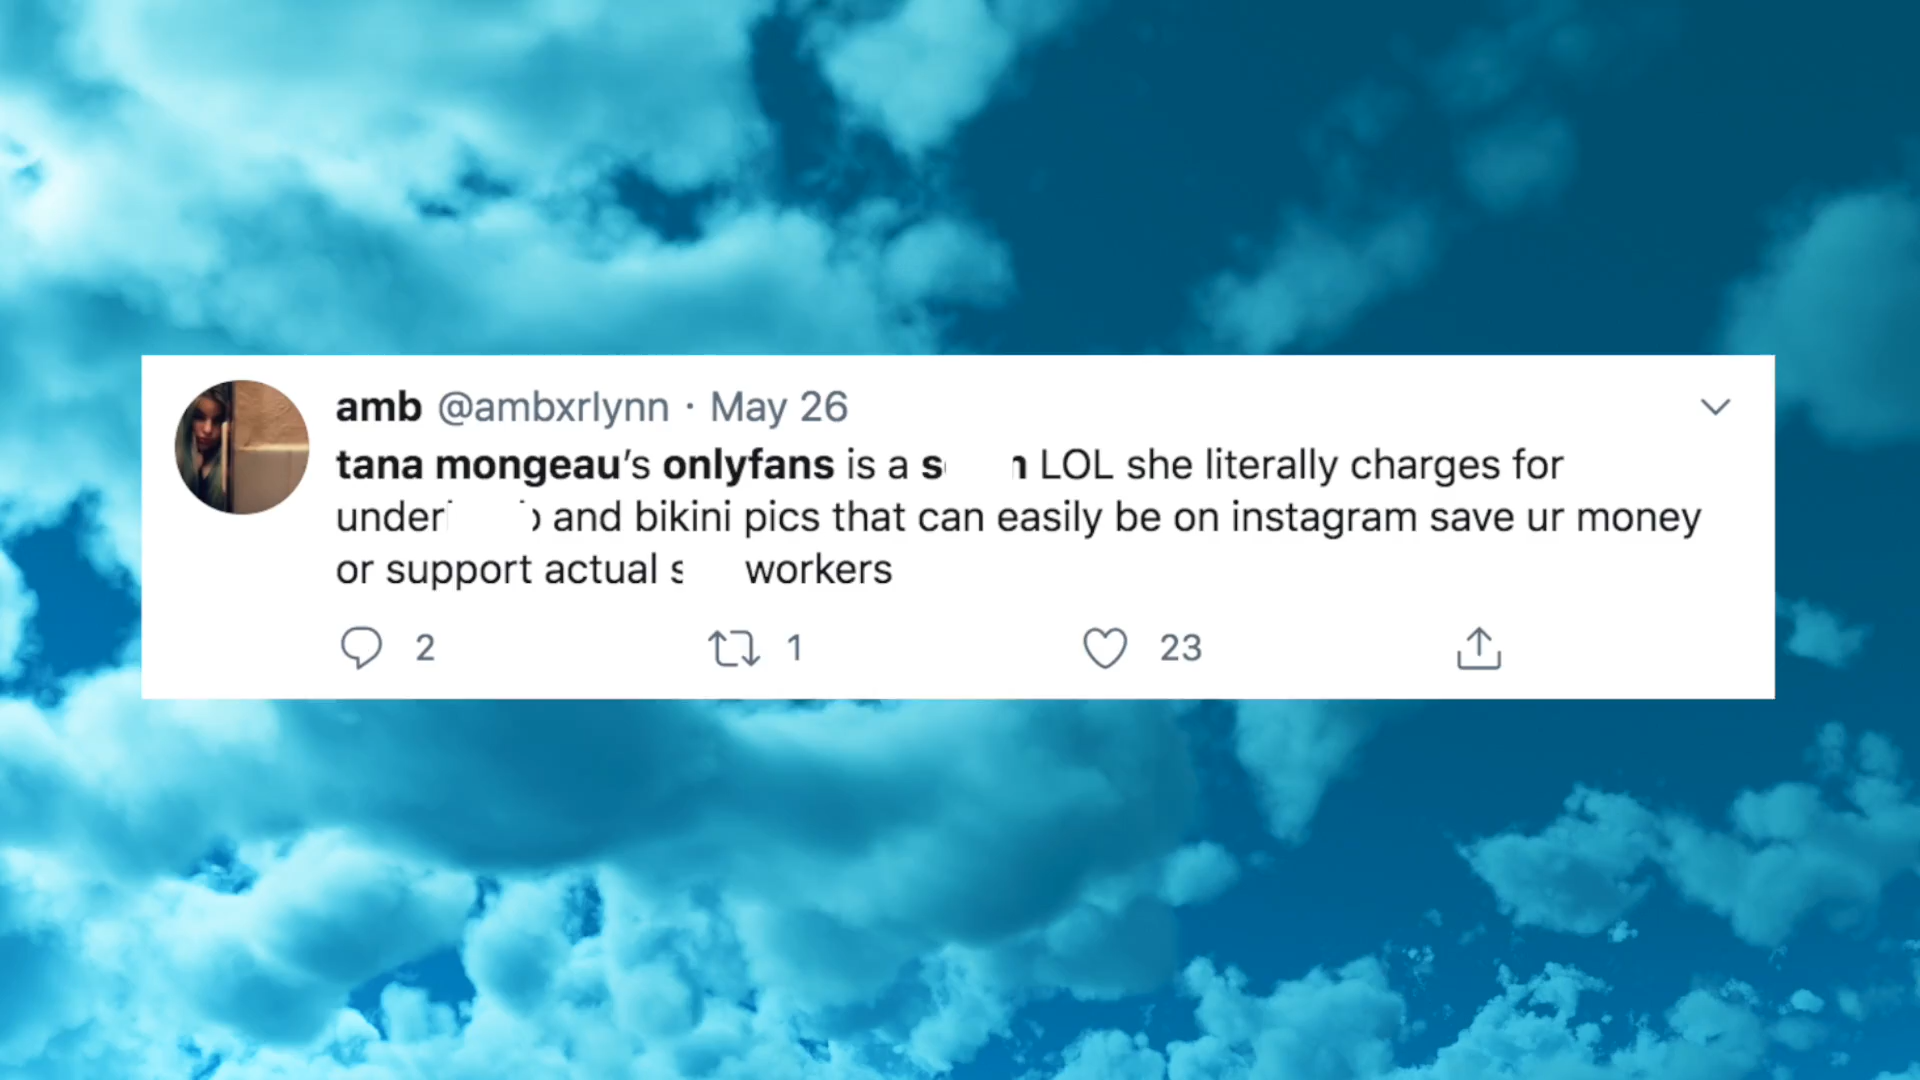 amb @ambxrlynn · May 26
tana mongeau's onlyfans is a LOL she literally charges for
and bikini pics that can easily be on instagram save ur money
or support actual workers
2 1 23